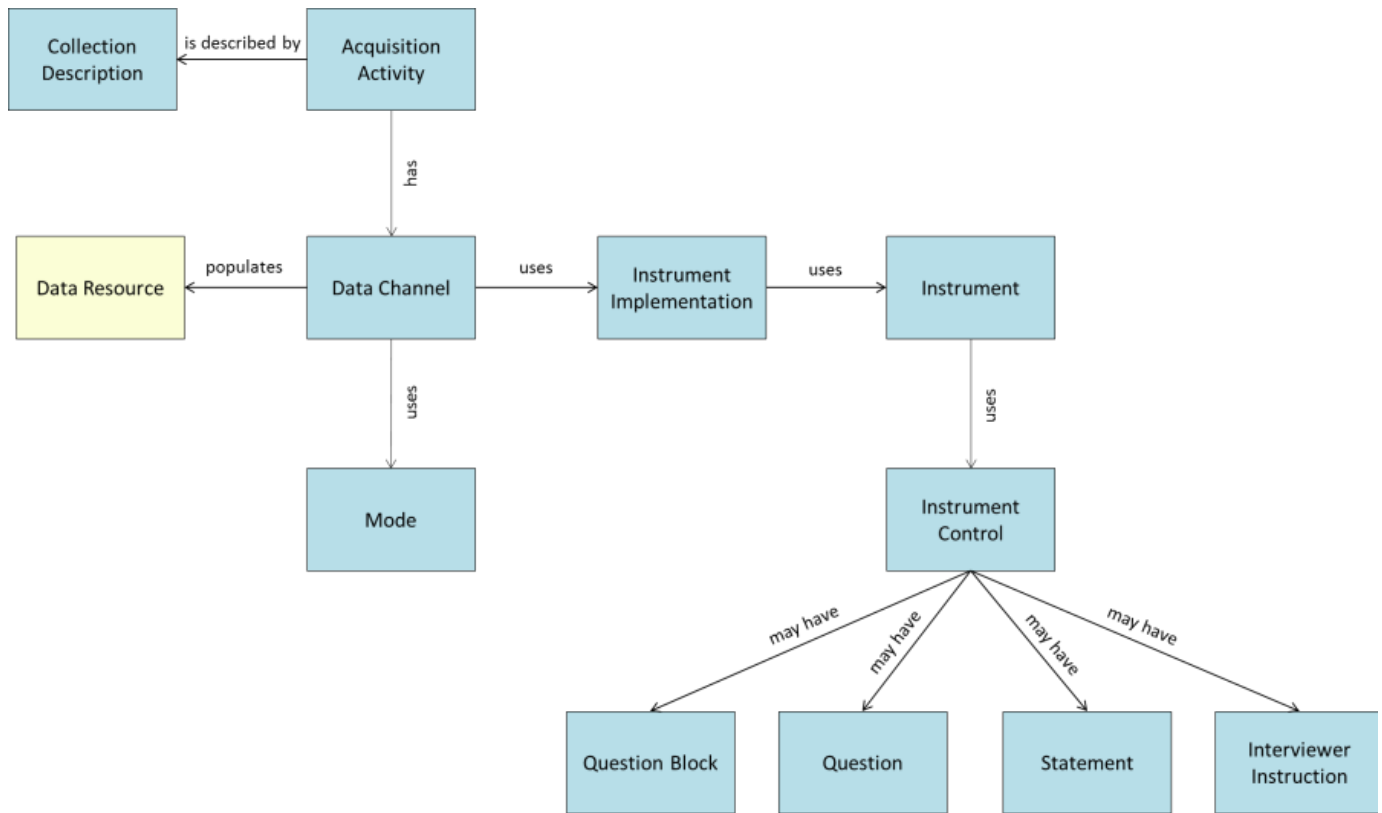 Collection
Description
is described by
Acquisition
Activity
has
Data Resource
populates
Data Channel
uses
Instrument
Implementation
uses
Instrument
uses
uses
Mode
Instrument
Control
may have
may have
may have
may have
Question Block
Question
Statement
Interviewer
Instruction